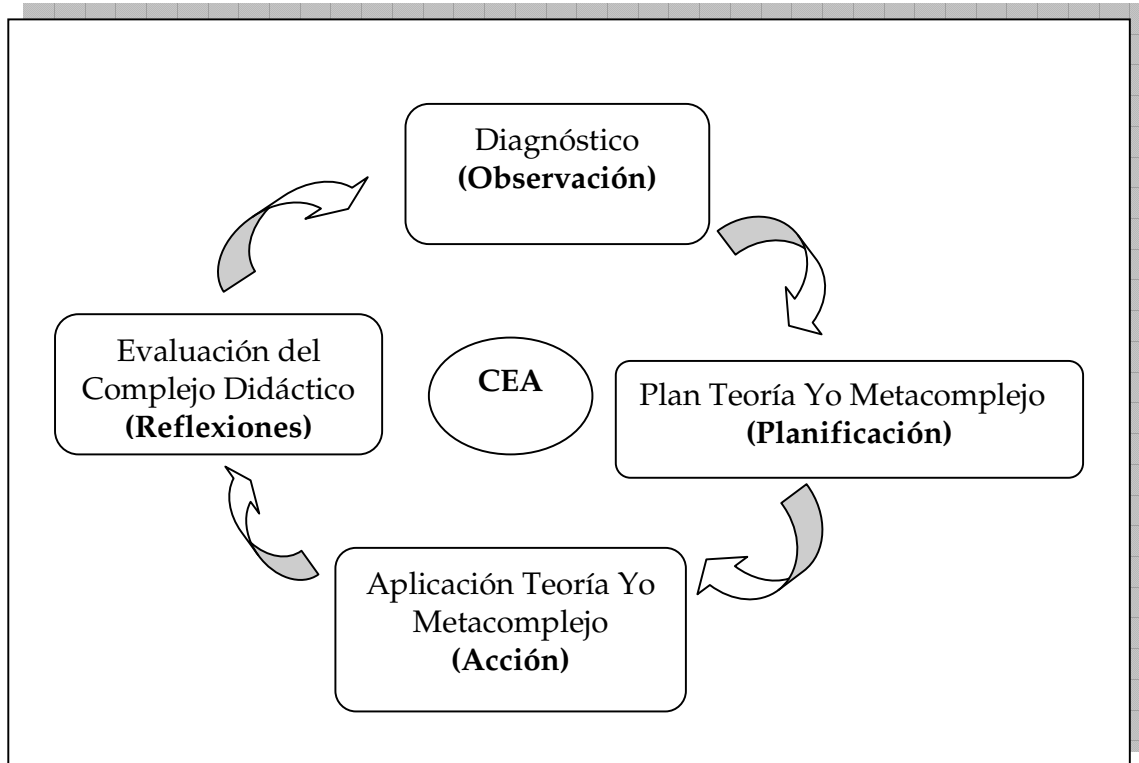 Diagnóstico
(Observación)
Evaluación del
Complejo Didáctico
(Reflexiones)
CEA
Plan Teoría Yo Metacomplejo
(Planificación)
Aplicación Teoría Yo
Metacomplejo
(Acción)